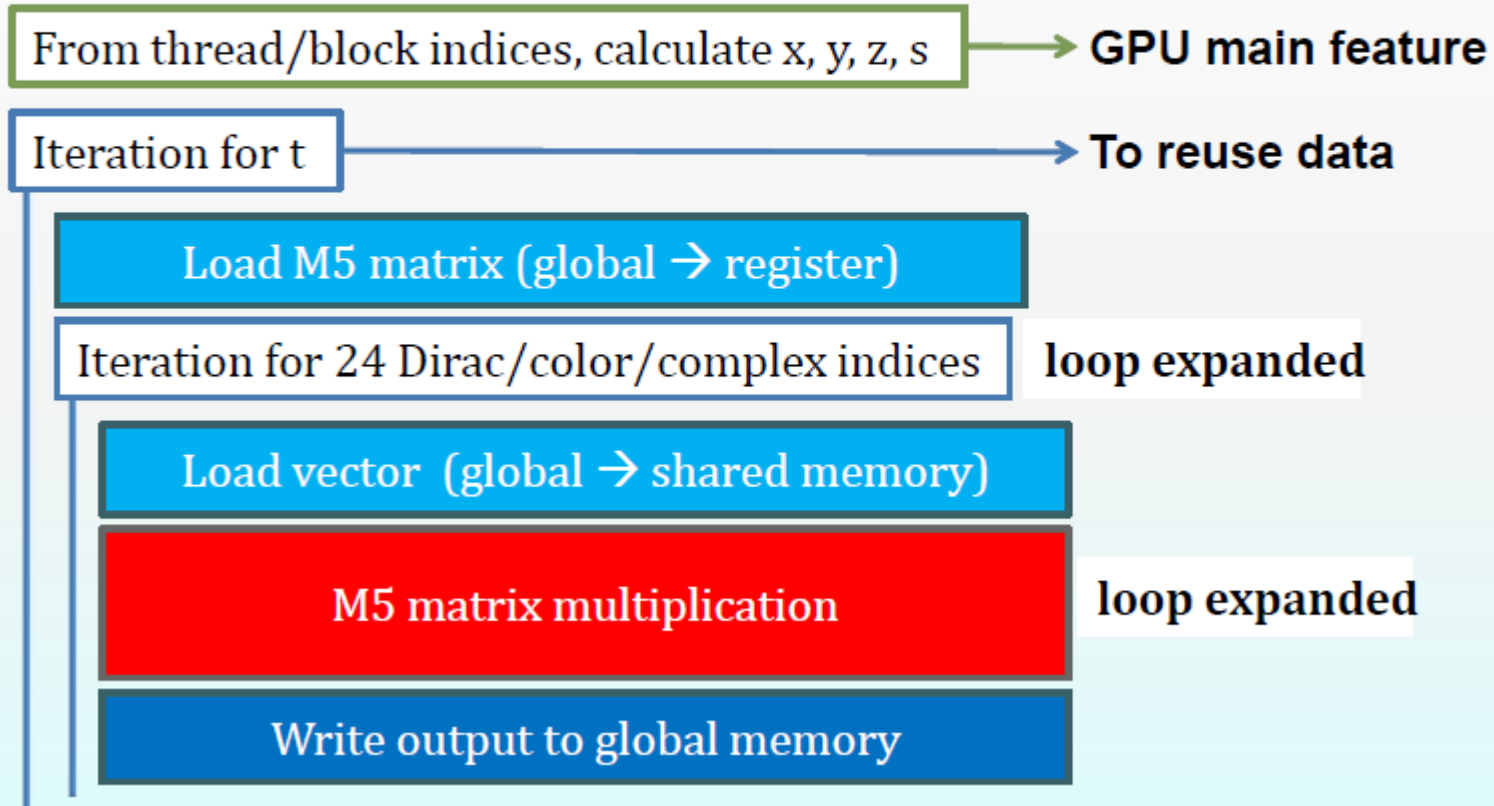 From thread/block indices, calculate x, y, z, s
GPU main feature
Iteration for t
To reuse data
Load M5 matrix (global → register)
Iteration for 24 Dirac/color/complex indices
loop expanded
Load vector (global → shared memory)
M5 matrix multiplication
loop expanded
Write output to global memory